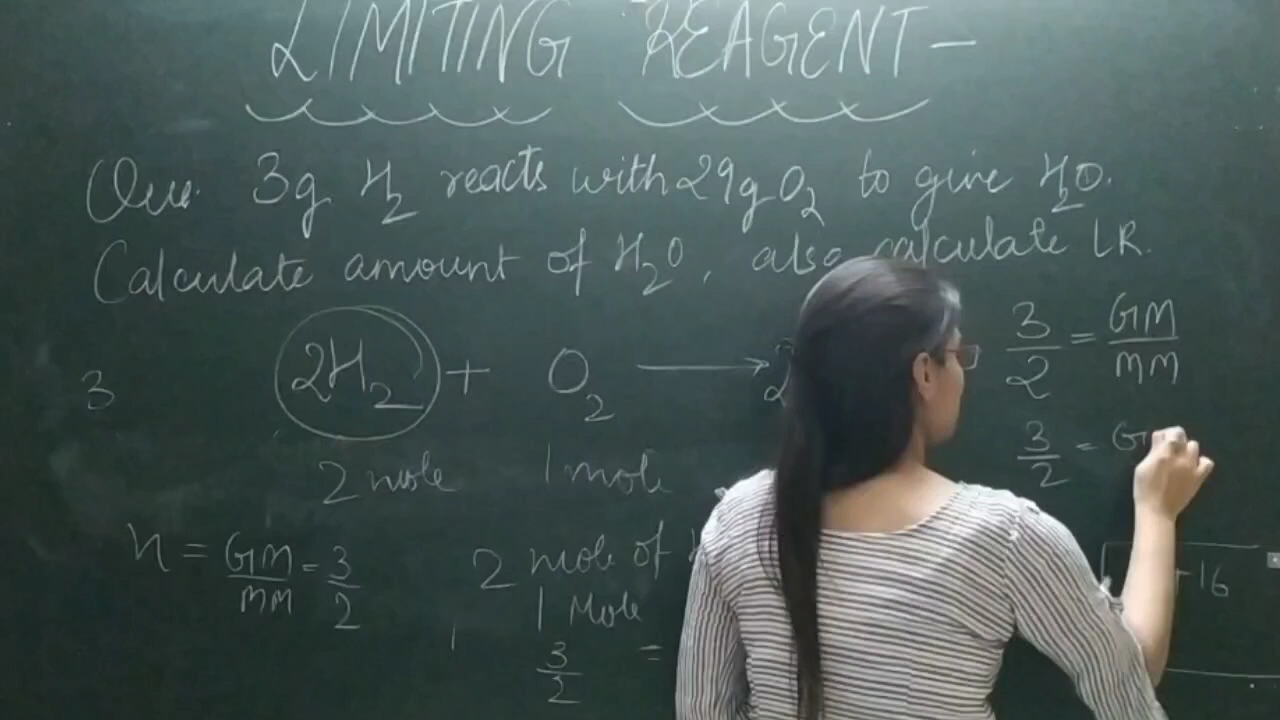 LIMITING REAGENT-
Que. 3g H₂ reacts with 29g O₂ to give H₂O.
Calculate amount of H₂O, also calculate LR.
3/2 = GM/MM
3 2H₂ + O₂ ⟶ 2
3/2 = G
2 mole 1 mole
n = GM/MM = 3/2
2 mole of
+16
1 Mole
3/2 =